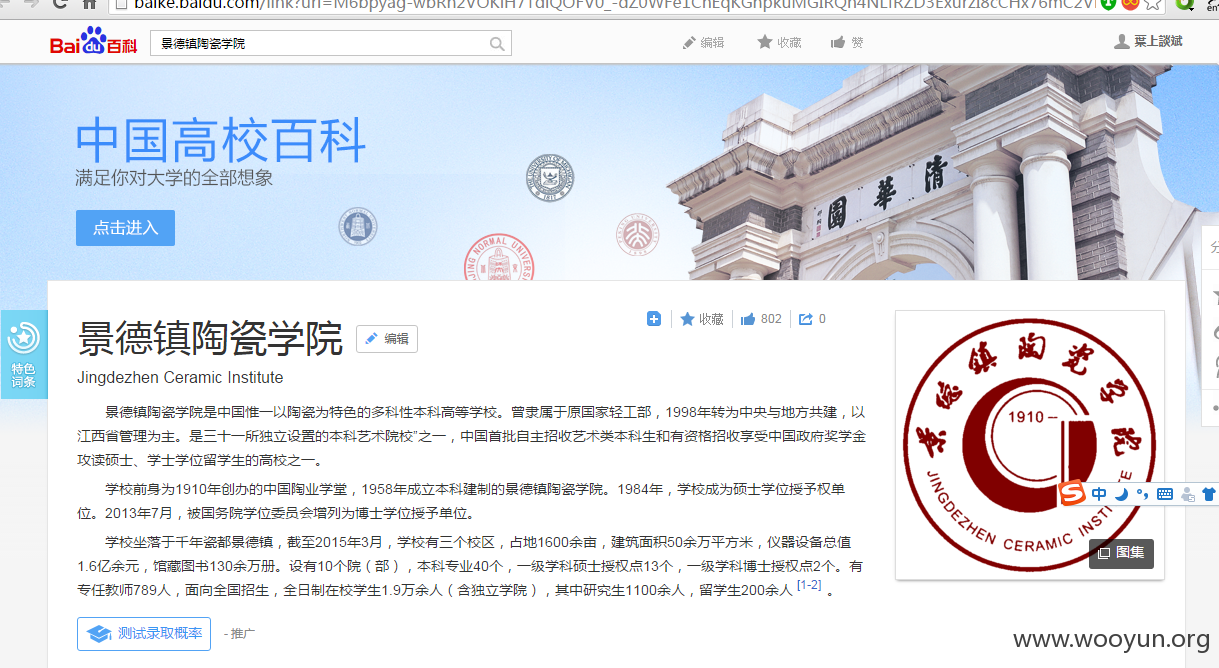 baike.baidu.com/link?url=M6bpyag-wbRh2VOKiH71dIQOFV0_-dZ0WFe1ChEqKGhpkuMGIRQh4NLfRZD3ExurzI8cCHx76mC2V
Bai du 百科
景德镇陶瓷学院
编辑 收藏 赞
葉上談斌
中国高校百科
满足你对大学的全部想象
点击进入
清華園
特色
词条
景德镇陶瓷学院
编辑
收藏 802 0
Jingdezhen Ceramic Institute
景德镇陶瓷学院是中国惟一以陶瓷为特色的多科性本科高等学校。曾隶属于原国家轻工部，1998年转为中央与地方共建，以
江西省管理为主。是三十一所独立设置的本科艺术院校”之一，中国首批自主招收艺术类本科生和有资格招收享受中国政府奖学金
攻读硕士、学士学位留学生的高校之一。
学校前身为1910年创办的中国陶业学堂，1958年成立本科建制的景德镇陶瓷学院。1984年，学校成为硕士学位授予权单
位。2013年7月，被国务院学位委员会增列为博士学位授予单位。
学校坐落于千年瓷都景德镇，截至2015年3月，学校有三个校区，占地1600余亩，建筑面积50余万平方米，仪器设备总值
1.6亿余元，馆藏图书130余万册。设有10个院（部），本科专业40个，一级学科硕士授权点13个，一级学科博士授权点2个。有
专任教师789人，面向全国招生，全日制在校学生1.9万余人（含独立学院），其中研究生1100余人，留学生200余人 [1-2] 。
测试录取概率 - 推广
景德镇陶瓷学院
1910
JINGDEZHEN CERAMIC INSTI
中
图集
www.wooyun.org